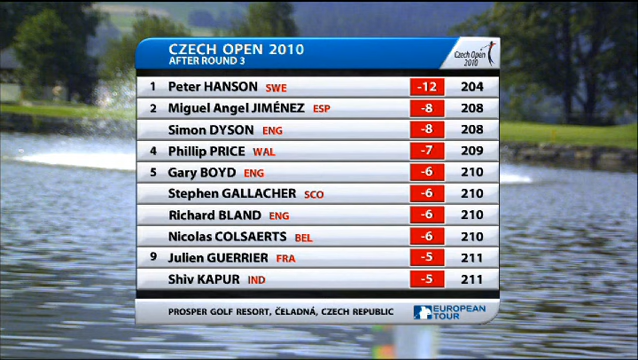 CZECH OPEN 2010
AFTER ROUND 3
Czech Open
2010
1 Peter HANSON SWE -12 204
2 Miguel Angel JIMÉNEZ ESP -8 208
Simon DYSON ENG -8 208
4 Phillip PRICE WAL -7 209
5 Gary BOYD ENG -6 210
Stephen GALLACHER SCO -6 210
Richard BLAND ENG -6 210
Nicolas COLSAERTS BEL -6 210
9 Julien GUERRIER FRA -5 211
Shiv KAPUR IND -5 211
PROSPER GOLF RESORT, ČELADNÁ, CZECH REPUBLIC
EUROPEAN
TOUR